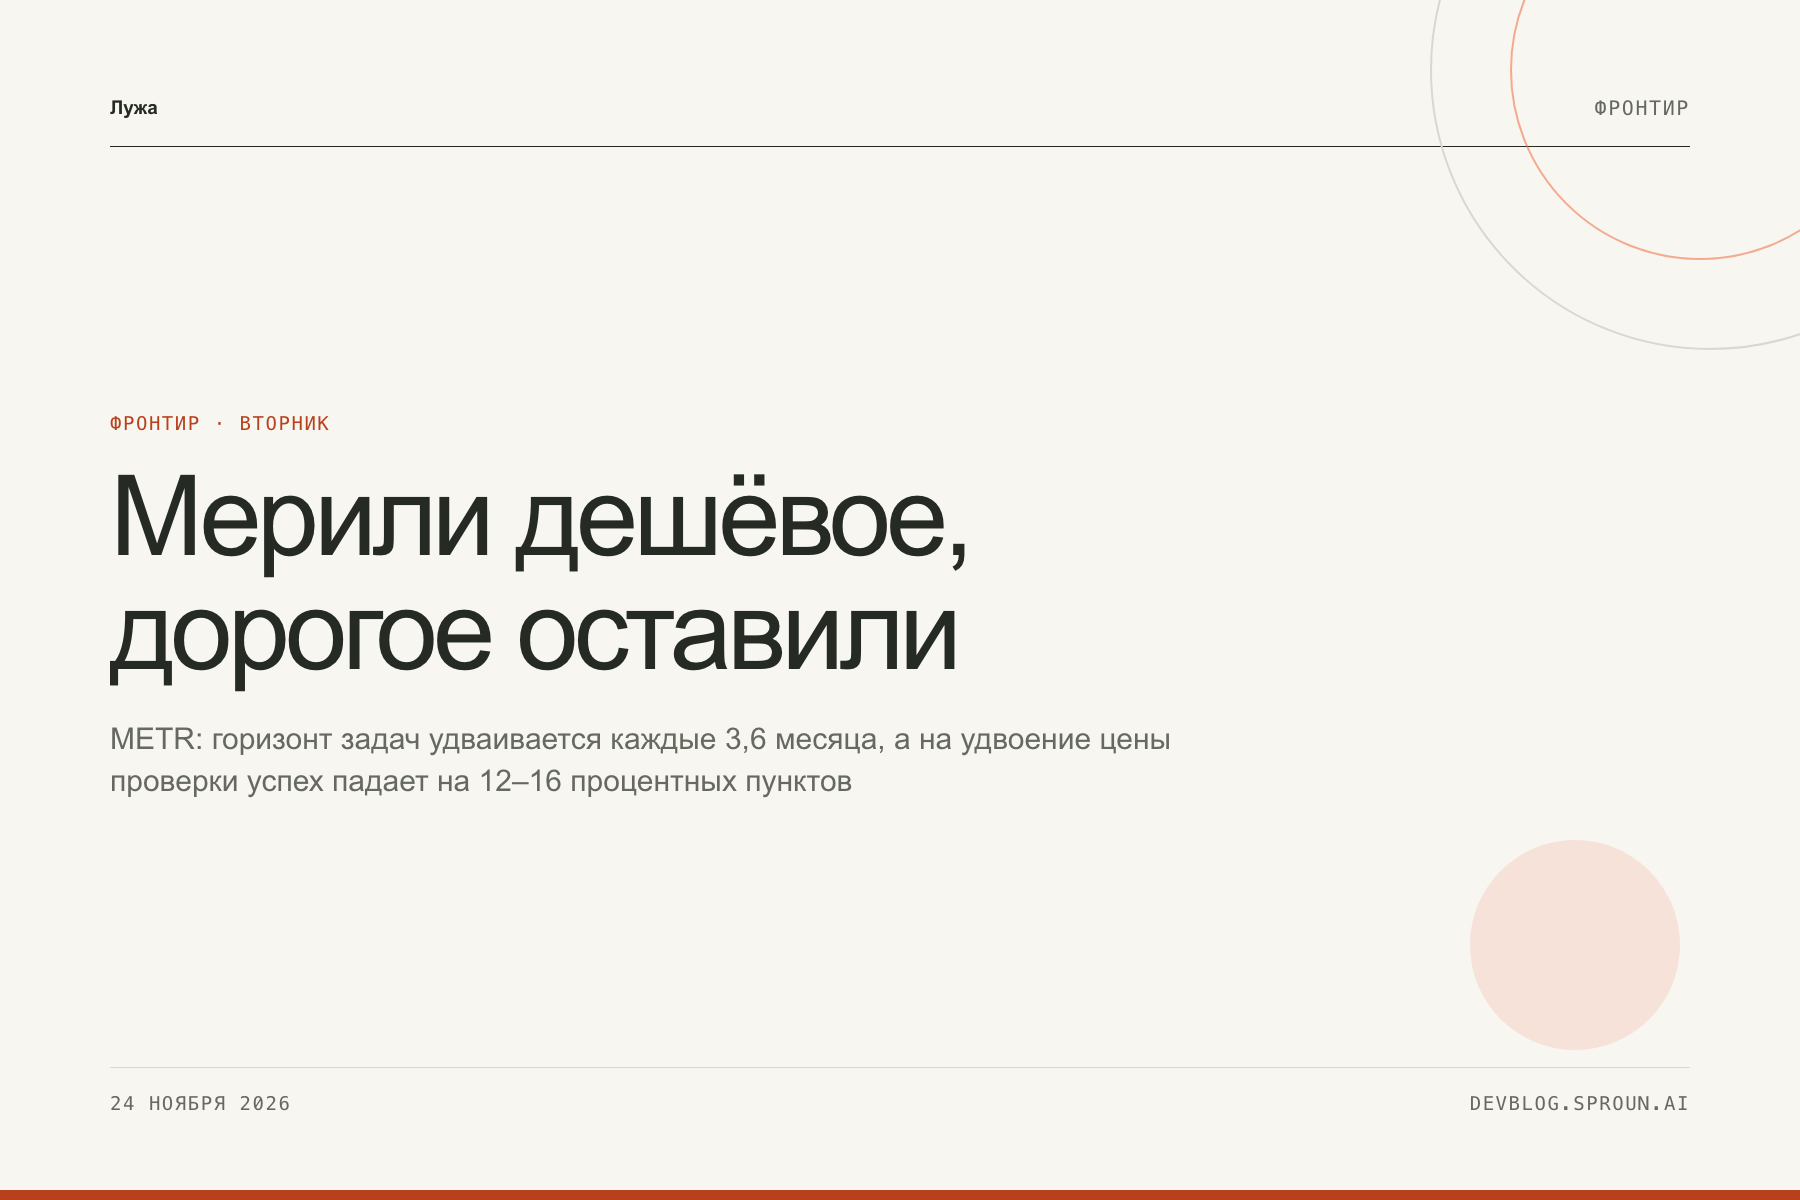 Лужа
ФРОНТИР
ФРОНТИР · ВТОРНИК
Мерили дешёвое,
дорогое оставили
METR: горизонт задач удваивается каждые 3,6 месяца, а на удвоение цены
проверки успех падает на 12–16 процентных пунктов
24 НОЯБРЯ 2026
DEVBLOG.SPROUN.AI